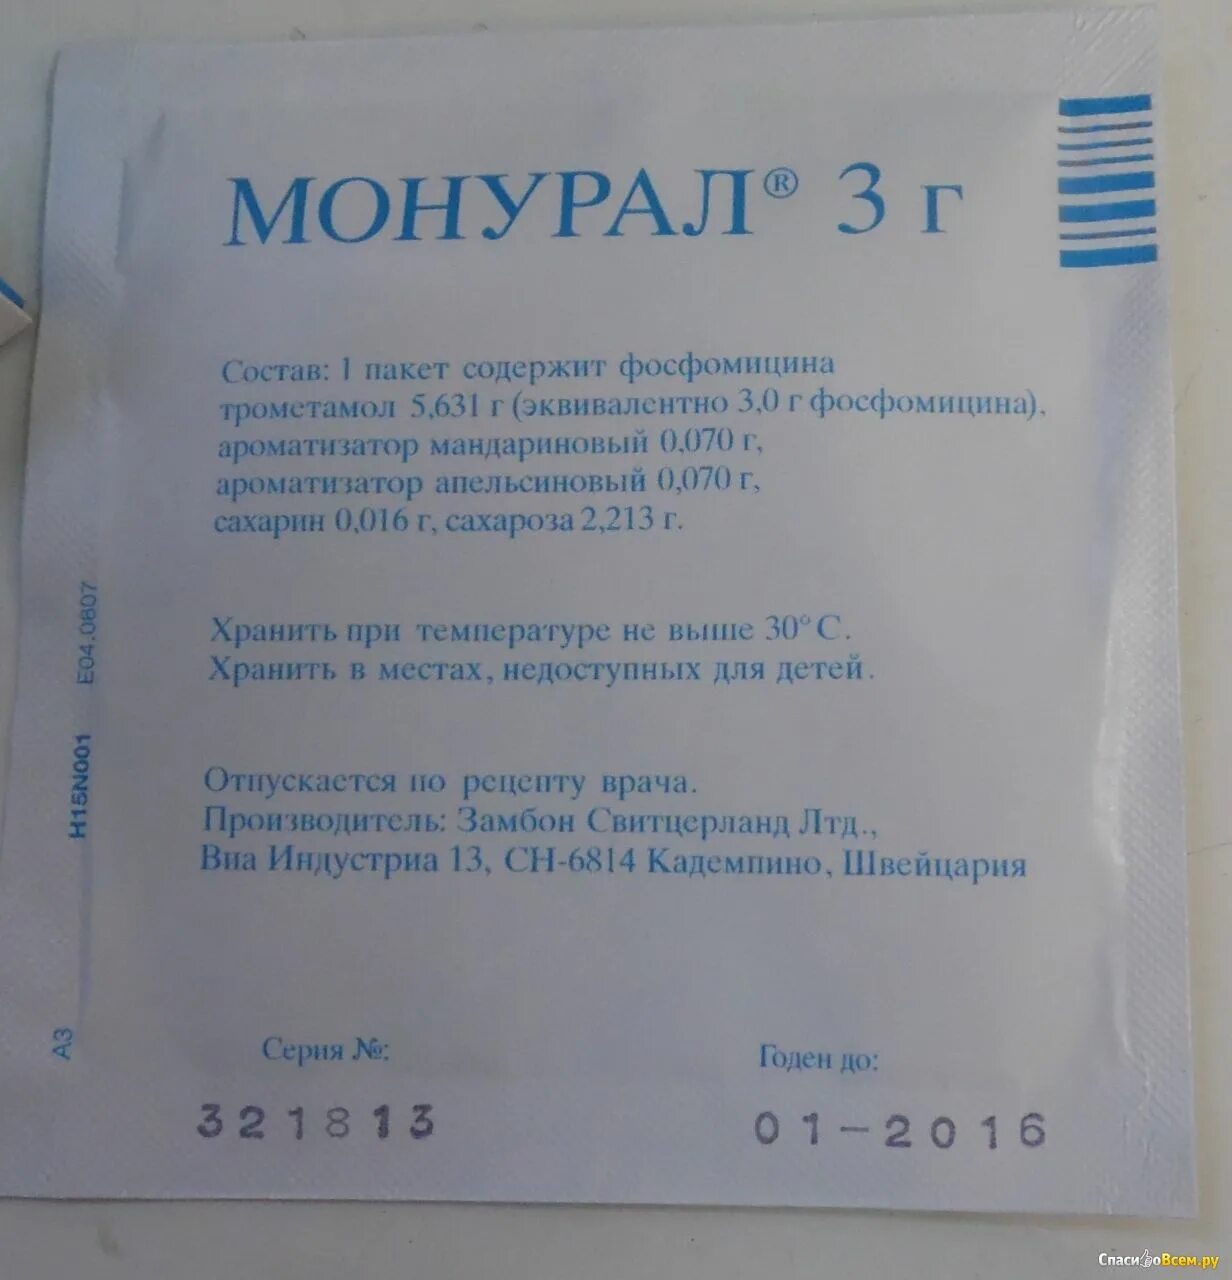 МОНУРАЛ® 3 г
Состав: 1 пакет содержит фосфомицина
трометамол 5,631 г (эквивалентно 3,0 г фосфомицина),
ароматизатор мандариновый 0,070 г,
ароматизатор апельсиновый 0,070 г,
сахарин 0,016 г, сахароза 2,213 г.
Хранить при температуре не выше 30° С.
Хранить в местах, недоступных для детей.
Отпускается по рецепту врача.
Производитель: Замбон Свитцерланд Лтд.,
Виа Индустриа 13, СН-6814 Кадемпино, Швейцария
A3 H15N001 E04.0807
Серия №: Годен до:
321813 01-2016
СпасибоВсем.ру